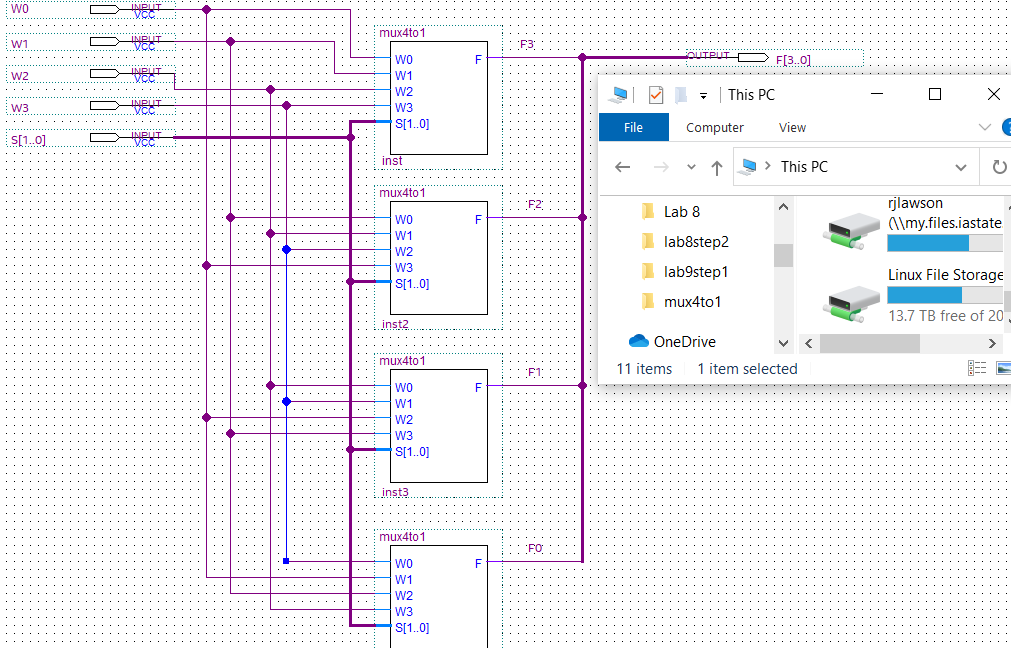 W0
INPUT
VCC
W1
INPUT
VCC
W2
INPUT
VCC
W3
INPUT
VCC
S[1..0]
INPUT
VCC
mux4to1
W0
F
W1
W2
W3
S[1..0]
inst
F3
OUTPUT
F[3..0]
mux4to1
W0
F
W1
W2
W3
S[1..0]
inst2
F2
mux4to1
W0
F
W1
W2
W3
S[1..0]
inst3
F1
mux4to1
W0
F
W1
W2
W3
S[1..0]
F0
This PC
File Computer View
This PC
Lab 8
lab8step2
lab9step1
mux4to1
OneDrive
rjlawson
(\\my.files.iastate
Linux File Storage
13.7 TB free of 20
11 items 1 item selected